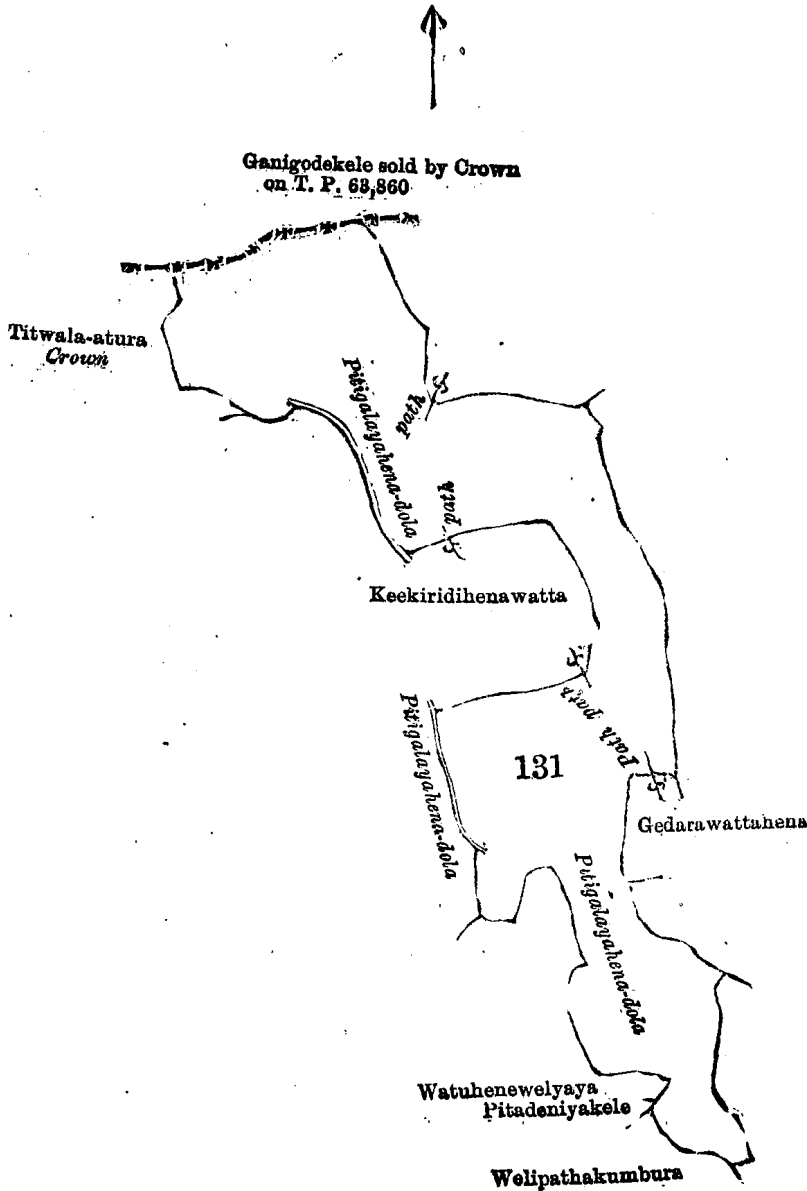 Ganigodekele sold by Crown
on T. P. 63,860
Titwala-atura
Crown
Pitigalayahena-dola
path
path
Keekiridihenawatta
path
Path
Pitigalayahena-dola
131
Gedarawattahena
Pitigalayahena-dola
Watuhenewelyaya
Pitadeniyakele
Welipathakumbura